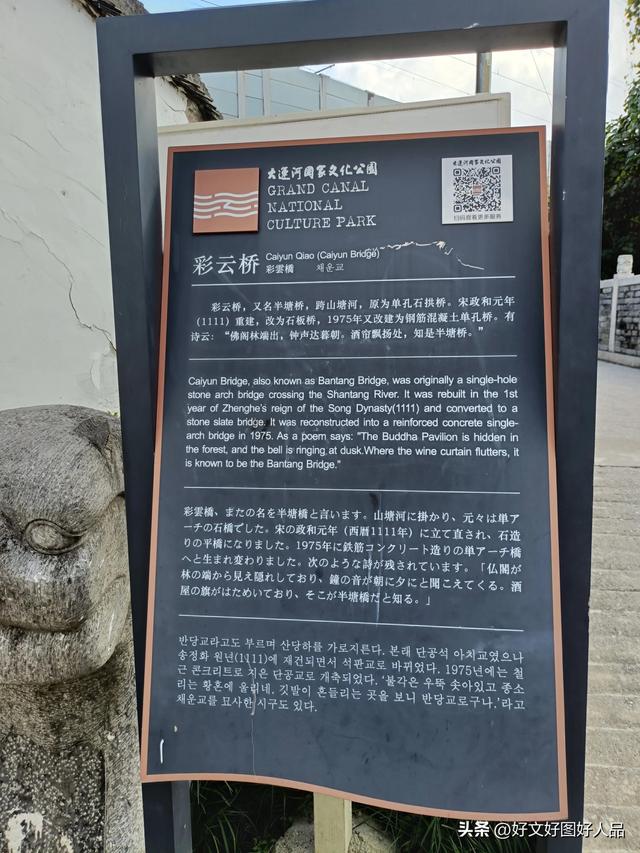 大運河国家文化公園
GRAND CANAL
NATIONAL
CULTURE PARK
扫码观看更多服务
彩云桥
Caiyun Qiao (Caiyun Bridge)
彩雲橋 채운교
彩云桥，又名半塘桥，跨山塘河，原为单孔石拱桥。宋政和元年
（1111）重建，改为石板桥，1975年又改建为钢筋混凝土单孔桥。有
诗云：“佛阁林端出，钟声达暮朝。酒帘飘扬处，知是半塘桥。”
Caiyun Bridge, also known as Bantang Bridge, was originally a single-hole
stone arch bridge crossing the Shantang River. It was rebuilt in the 1st
year of Zhenghe's reign of the Song Dynasty(1111) and converted to a
stone slate bridge. It was reconstructed into a reinforced concrete single-
arch bridge in 1975. As a poem says: "The Buddha Pavilion is hidden in
the forest, and the bell is ringing at dusk.Where the wine curtain flutters, it
is known to be the Bantang Bridge."
彩雲橋、またの名を半塘橋と言います。山塘河に掛かり、元々は単ア
ーチの石橋でした。宋の政和元年（西暦1111年）に立て直され、石造
りの平橋になりました。1975年に鉄筋コンクリート造りの単アーチ橋
へと生まれ変わりました。次のような詩が残されています。「仏閣が
林の端から見え隠れしており、鐘の音が朝に夕にと聞こえてくる。酒
屋の旗がはためいており、そこが半塘橋だと知る。」
반당교라고도 부르며 산당하를 가로지른다. 본래 단공석 아치교였으나
송정화 원년(1111)에 재건되면서 석판교로 바뀌었다. 1975년에는 철
근 콘크리트로 지은 단공교로 개축되었다. '불각은 우뚝 솟아있고 종소
리는 황혼에 울리네. 깃발이 흔들리는 곳을 보니 반당교로구나.'라고
채운교를 묘사한 시구도 있다.
头条 @好文好图好人品